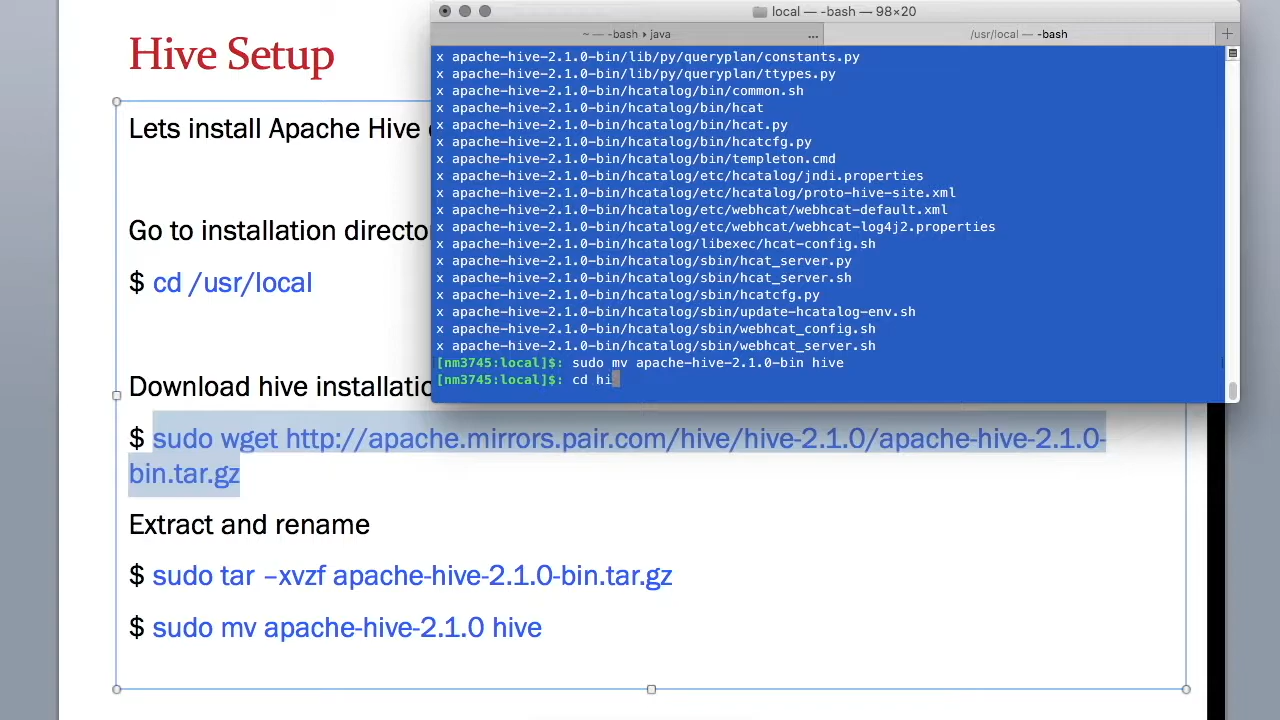 Hive Setup
Lets install Apache Hive
Go to installation directo
$ cd /usr/local
Download hive installatio
$ sudo wget http://apache.mirrors.pair.com/hive/hive-2.1.0/apache-hive-2.1.0-
bin.tar.gz
Extract and rename
$ sudo tar –xvzf apache-hive-2.1.0-bin.tar.gz
$ sudo mv apache-hive-2.1.0 hive
local — -bash — 98×20
~ — -bash ▸ java ...
/usr/local — -bash +
x apache-hive-2.1.0-bin/lib/py/queryplan/constants.py
x apache-hive-2.1.0-bin/lib/py/queryplan/ttypes.py
x apache-hive-2.1.0-bin/hcatalog/bin/common.sh
x apache-hive-2.1.0-bin/hcatalog/bin/hcat
x apache-hive-2.1.0-bin/hcatalog/bin/hcat.py
x apache-hive-2.1.0-bin/hcatalog/bin/hcatcfg.py
x apache-hive-2.1.0-bin/hcatalog/bin/templeton.cmd
x apache-hive-2.1.0-bin/hcatalog/etc/hcatalog/jndi.properties
x apache-hive-2.1.0-bin/hcatalog/etc/hcatalog/proto-hive-site.xml
x apache-hive-2.1.0-bin/hcatalog/etc/webhcat/webhcat-default.xml
x apache-hive-2.1.0-bin/hcatalog/etc/webhcat/webhcat-log4j2.properties
x apache-hive-2.1.0-bin/hcatalog/libexec/hcat-config.sh
x apache-hive-2.1.0-bin/hcatalog/sbin/hcat_server.py
x apache-hive-2.1.0-bin/hcatalog/sbin/hcat_server.sh
x apache-hive-2.1.0-bin/hcatalog/sbin/hcatcfg.py
x apache-hive-2.1.0-bin/hcatalog/sbin/update-hcatalog-env.sh
x apache-hive-2.1.0-bin/hcatalog/sbin/webhcat_config.sh
x apache-hive-2.1.0-bin/hcatalog/sbin/webhcat_server.sh
[nm3745:local]$: sudo mv apache-hive-2.1.0-bin hive
[nm3745:local]$: cd hi